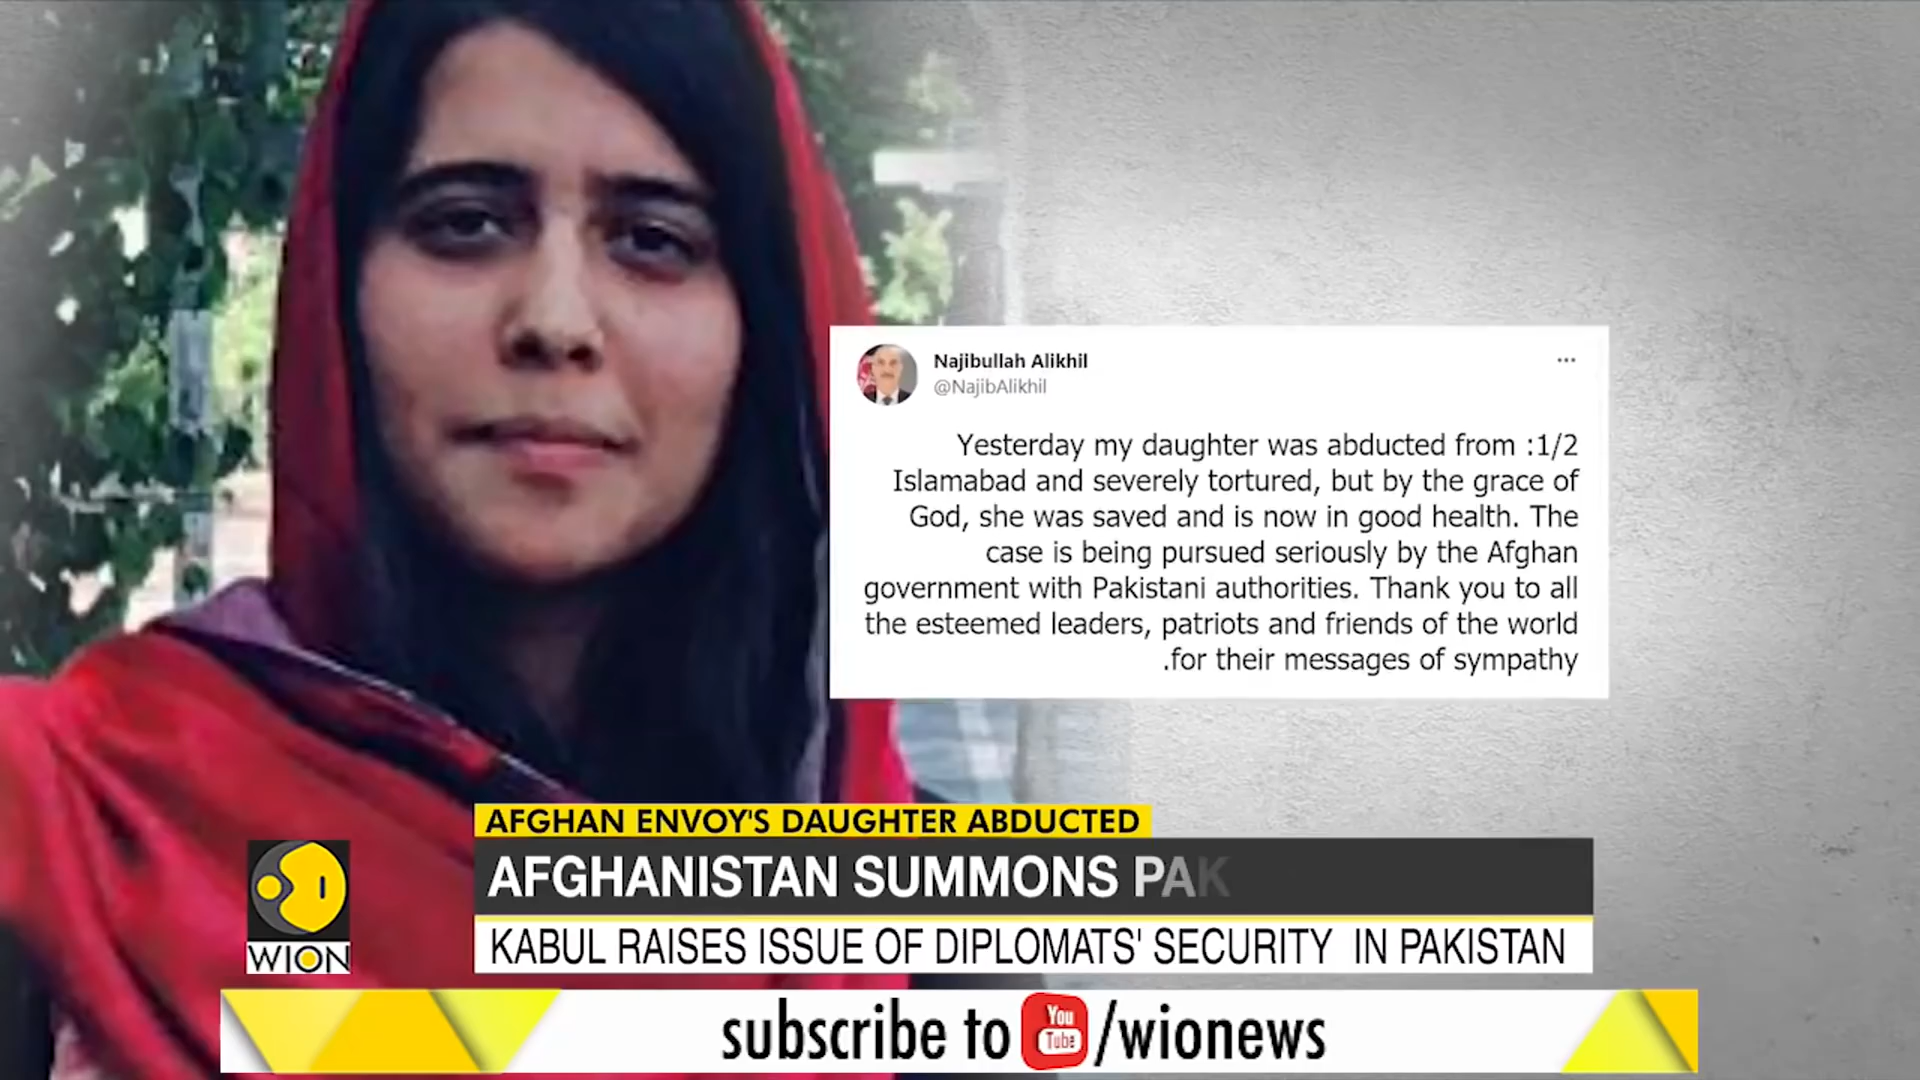 Najibullah Alikhil
@NajibAlikhil
Yesterday my daughter was abducted from :1/2
Islamabad and severely tortured, but by the grace of
God, she was saved and is now in good health. The
case is being pursued seriously by the Afghan
government with Pakistani authorities. Thank you to all
the esteemed leaders, patriots and friends of the world
.for their messages of sympathy
AFGHAN ENVOY'S DAUGHTER ABDUCTED
AFGHANISTAN SUMMONS PAK
KABUL RAISES ISSUE OF DIPLOMATS' SECURITY IN PAKISTAN
WION
subscribe to You Tube /wionews